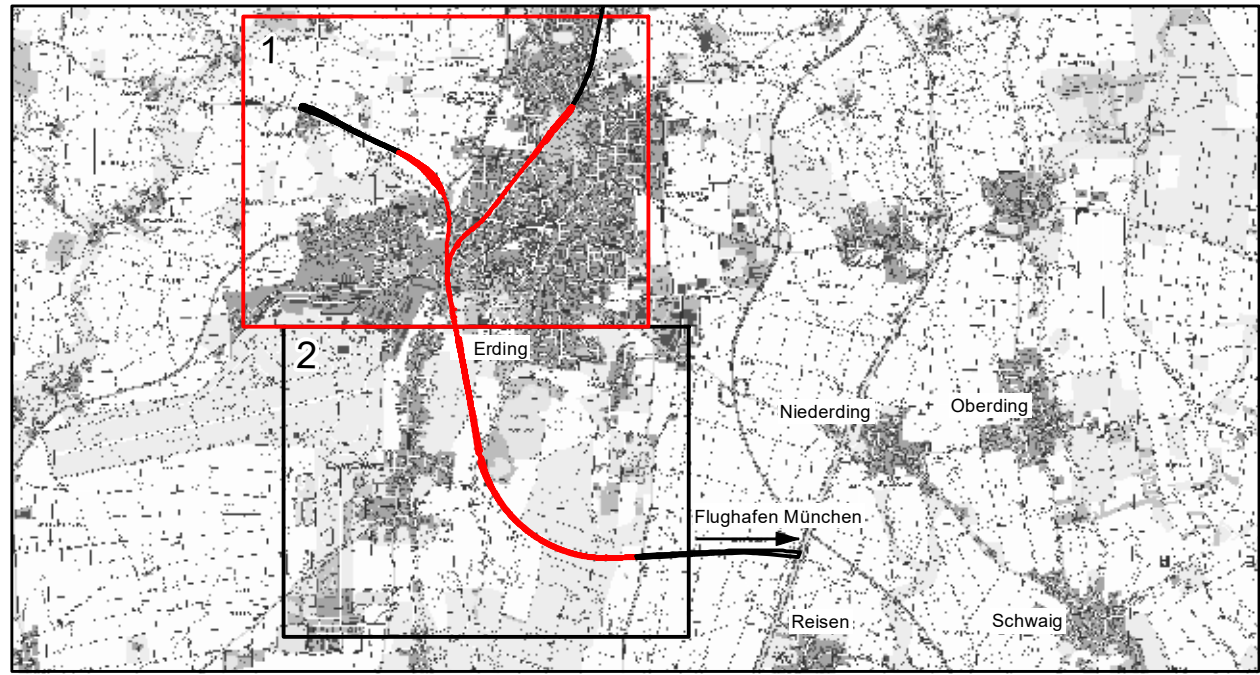 1
2
Erding
Niederding
Oberding
Flughafen München
Reisen
Schwaig